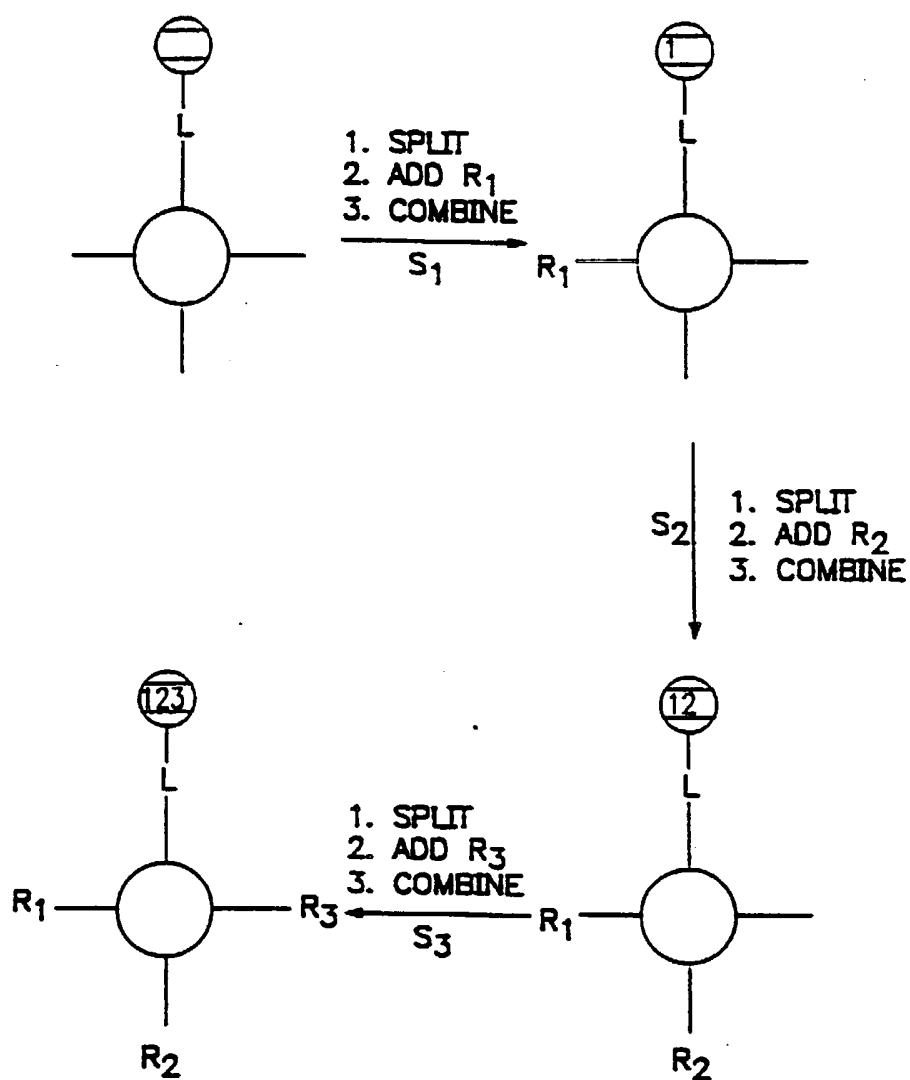 1
L
L
1. SPLIT
2. ADD R₁
3. COMBINE
S₁
R₁
S₂
1. SPLIT
2. ADD R₂
3. COMBINE
123
12
L
L
1. SPLIT
2. ADD R₃
3. COMBINE
R₁
R₃
S₃
R₁
R₂
R₂